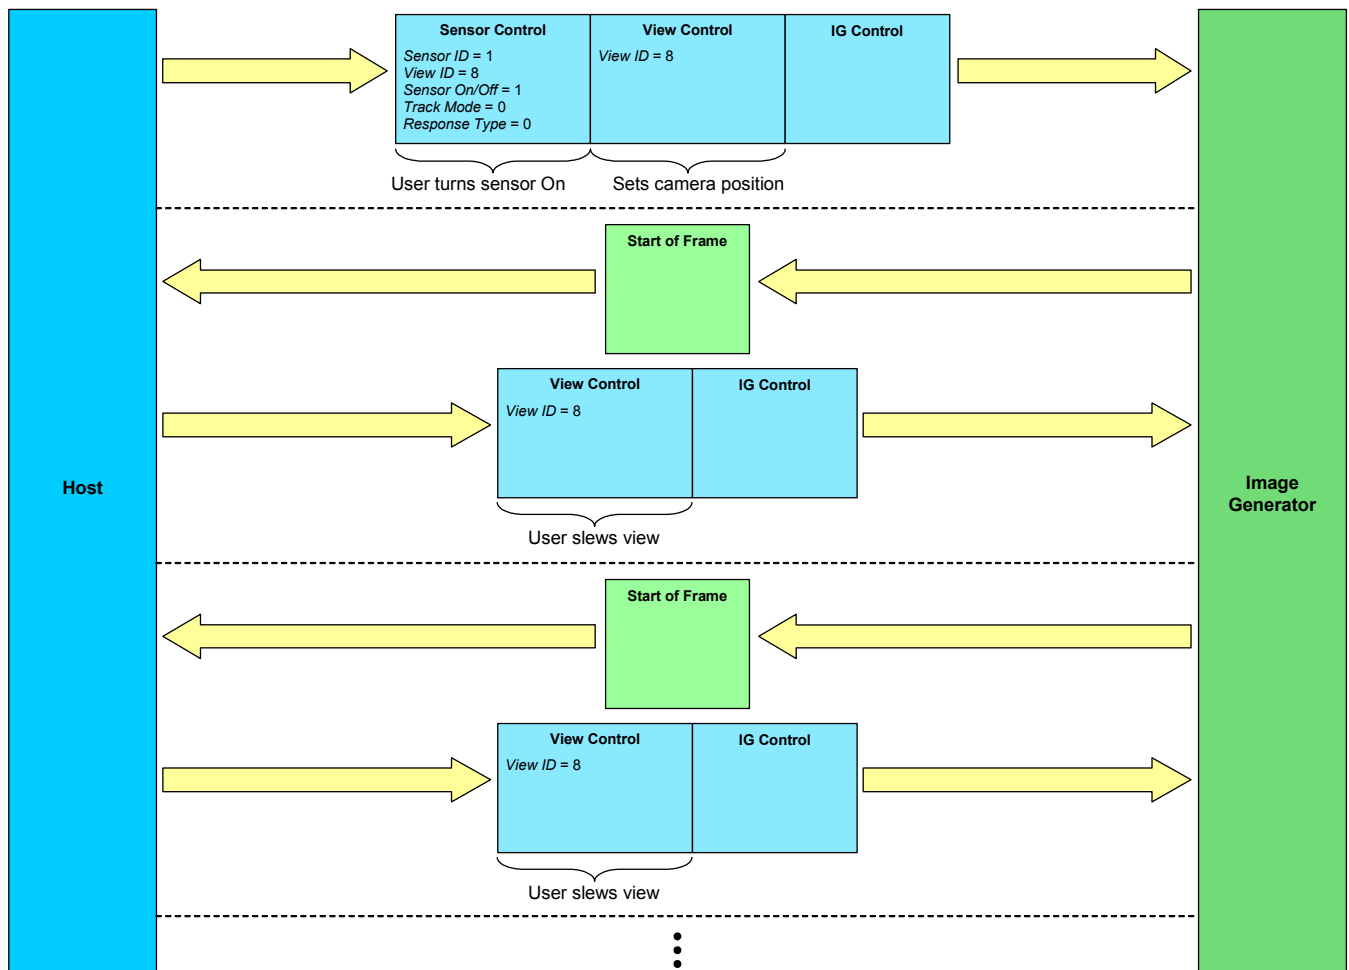 Sensor Control
Sensor ID = 1
View ID = 8
Sensor On/Off = 1
Track Mode = 0
Response Type = 0
View Control
View ID = 8
IG Control
User turns sensor On
Sets camera position
Start of Frame
View Control
View ID = 8
IG Control
User slews view
Host
Image
Generator
Start of Frame
View Control
View ID = 8
IG Control
User slews view